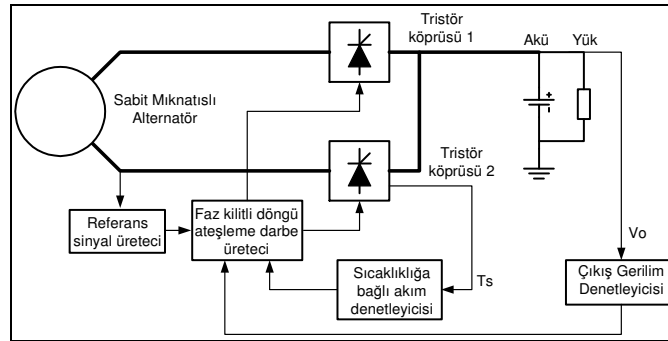 Tristör
köprüsü 1
Akü
Yük
Sabit Mıknatıslı
Alternatör
Tristör
köprüsü 2
Referans
sinyal üreteci
Faz kilitli döngü
ateşleme darbe
üreteci
Sıcaklıklığa
bağlı akım
denetleyicisi
Ts
Vo
Çıkış Gerilim
Denetleyicisi